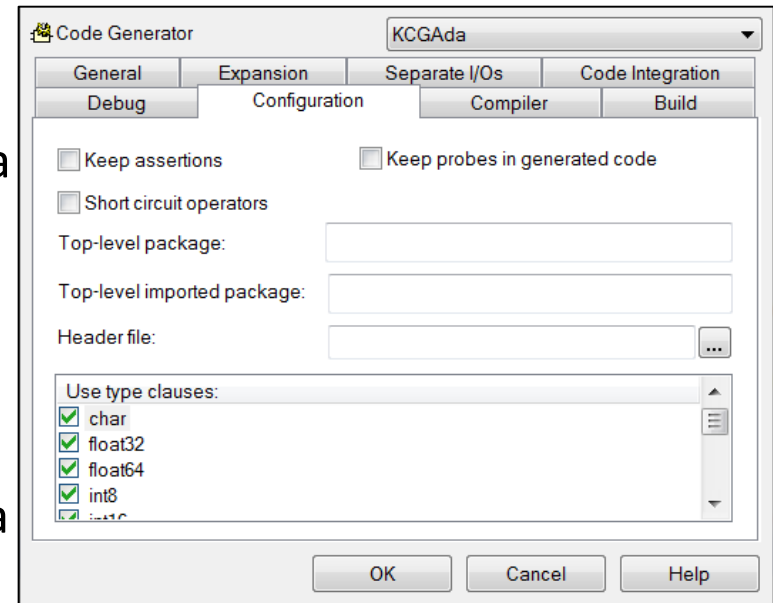 Code Generator KCGAda
General Expansion Separate I/Os Code Integration
Debug Configuration Compiler Build
a
Keep assertions Keep probes in generated code
Short circuit operators
Top-level package:
Top-level imported package:
Header file: ...
Use type clauses:
char
float32
float64
int8
a
int16
OK Cancel Help